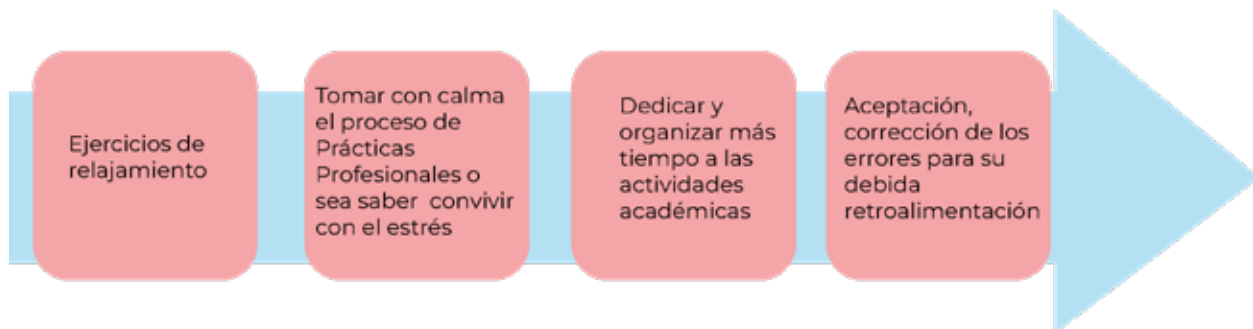 Ejercicios de
relajamiento
Tomar con calma
el proceso de
Prácticas
Profesionales o
sea saber convivir
con el estrés
Dedicar y
organizar más
tiempo a las
actividades
académicas
Aceptación,
corrección de los
errores para su
debida
retroalimentación